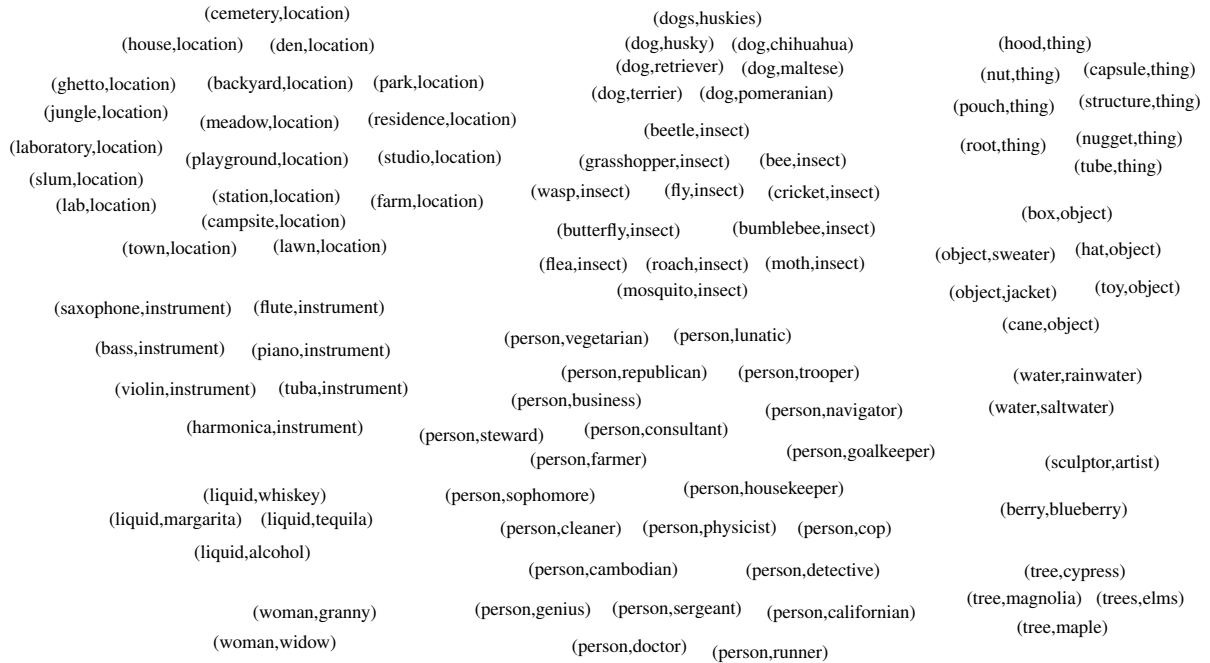 (cemetery,location)
(house,location) (den,location)
(ghetto,location) (backyard,location) (park,location)
(jungle,location) (meadow,location) (residence,location)
(laboratory,location) (playground,location) (studio,location)
(slum,location) (station,location) (farm,location)
(lab,location)
(campsite,location)
(town,location) (lawn,location)
(saxophone,instrument) (flute,instrument)
(bass,instrument) (piano,instrument)
(violin,instrument) (tuba,instrument)
(harmonica,instrument)
(liquid,whiskey)
(liquid,margarita) (liquid,tequila)
(liquid,alcohol)
(woman,granny)
(woman,widow)
(dogs,huskies)
(dog,husky) (dog,chihuahua)
(dog,retriever) (dog,maltese)
(dog,terrier) (dog,pomeranian)
(beetle,insect)
(grasshopper,insect) (bee,insect)
(wasp,insect) (fly,insect) (cricket,insect)
(butterfly,insect) (bumblebee,insect)
(flea,insect) (roach,insect) (moth,insect)
(mosquito,insect)
(person,vegetarian) (person,lunatic)
(person,republican) (person,trooper)
(person,business) (person,navigator)
(person,steward) (person,consultant)
(person,farmer) (person,goalkeeper)
(person,sophomore) (person,housekeeper)
(person,cleaner) (person,physicist) (person,cop)
(person,cambodian) (person,detective)
(person,genius) (person,sergeant) (person,californian)
(person,doctor) (person,runner)
(hood,thing)
(nut,thing) (capsule,thing)
(pouch,thing) (structure,thing)
(root,thing) (nugget,thing)
(tube,thing)
(box,object)
(object,sweater) (hat,object)
(object,jacket) (toy,object)
(cane,object)
(water,rainwater)
(water,saltwater)
(sculptor,artist)
(berry,blueberry)
(tree,cypress)
(tree,magnolia) (trees,elms)
(tree,maple)